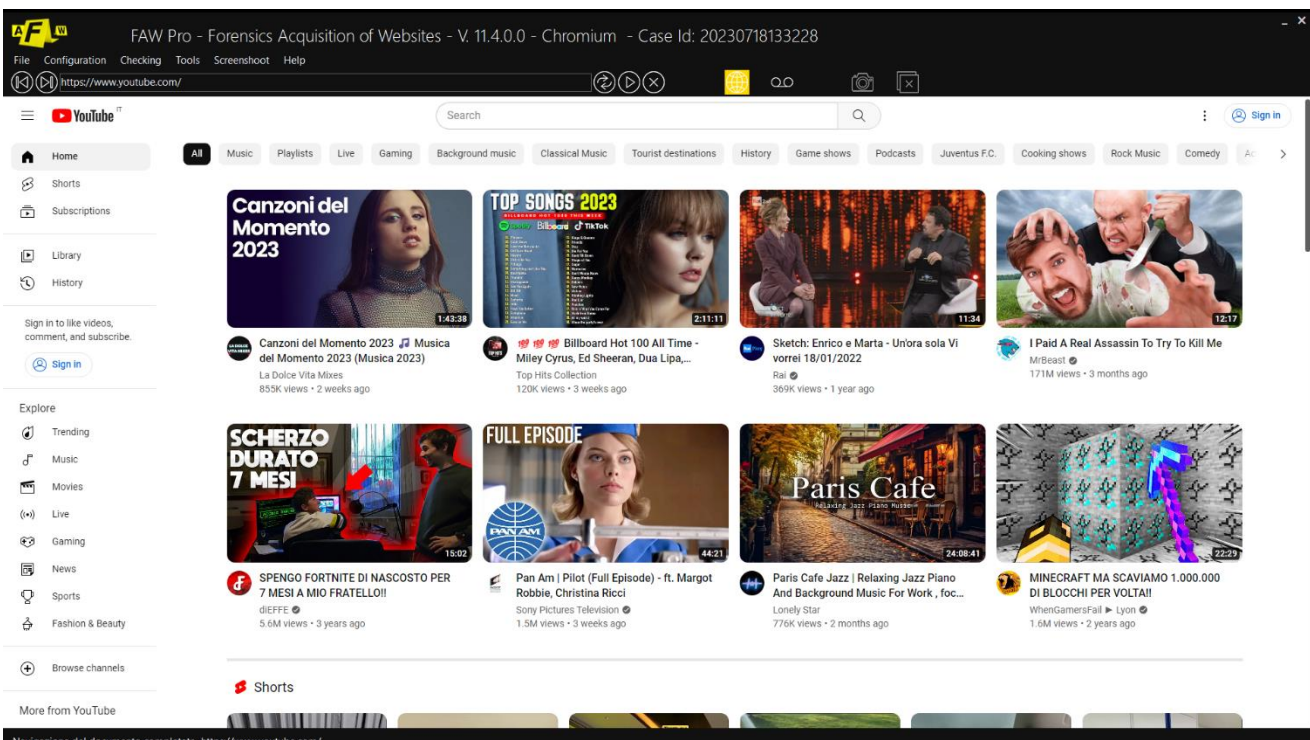 FAW Pro - Forensics Acquisition of Websites - V. 11.4.0.0 - Chromium - Case Id: 20230718133228
File Configuration Checking Tools Screenshoot Help
https://www.youtube.com/
YouTube IT
Search
Sign in
Home
Shorts
Subscriptions
Library
History
Sign in to like videos,
comment, and subscribe.
Sign in
Explore
Trending
Music
Movies
Live
Gaming
News
Sports
Fashion & Beauty
Browse channels
More from YouTube
All Music Playlists Live Gaming Background music Classical Music Tourist destinations History Game shows Podcasts Juventus F.C. Cooking shows Rock Music Comedy
Canzoni del
Momento
2023
1:43:38
Canzoni del Momento 2023 🎵 Musica
del Momento 2023 (Musica 2023)
La Dolce Vita Mixes
855K views • 2 weeks ago
TOP SONGS 2023
BILLBOARD HOT 100 THIS WEEK
Billboard TikTok
2:11:11
💯 💯 💯 Billboard Hot 100 All Time -
Miley Cyrus, Ed Sheeran, Dua Lipa,...
Top Hits Collection
120K views • 3 weeks ago
11:34
Sketch: Enrico e Marta - Un'ora sola Vi
vorrei 18/01/2022
Rai
369K views • 1 year ago
12:17
I Paid A Real Assassin To Try To Kill Me
MrBeast
171M views • 3 months ago
SCHERZO
DURATO
7 MESI
15:02
SPENGO FORTNITE DI NASCOSTO PER
7 MESI A MIO FRATELLO!!
diEFFE
5.6M views • 3 years ago
FULL EPISODE
PAN AM
44:21
Pan Am | Pilot (Full Episode) - ft. Margot
Robbie, Christina Ricci
Sony Pictures Television
1.5M views • 3 weeks ago
Paris Cafe
Relaxing Jazz Piano Music
24:08:41
Paris Cafe Jazz | Relaxing Jazz Piano
And Background Music For Work , foc...
Lonely Star
776K views • 2 months ago
22:29
MINECRAFT MA SCAVIAMO 1.000.000
DI BLOCCHI PER VOLTA!!
WhenGamersFail ► Lyon
1.6M views • 2 years ago
Shorts